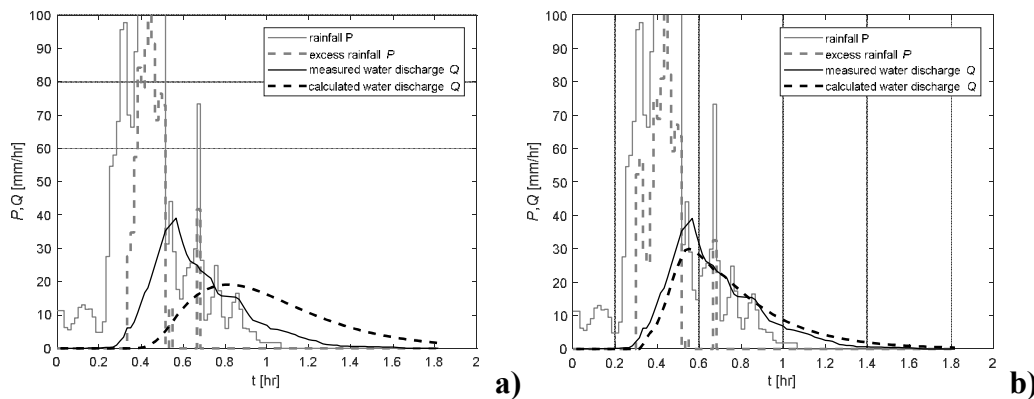 100
90
80
70
60
50
40
30
20
10
0
P,Q [mm/hr]
rainfall P
excess rainfall P
measured water discharge Q
calculated water discharge Q
0 0.2 0.4 0.6 0.8 1 1.2 1.4 1.6 1.8 2
t [hr]
a)
100
90
80
70
60
50
40
30
20
10
0
P,Q [mm/hr]
rainfall P
excess rainfall P
measured water discharge Q
calculated water discharge Q
0 0.2 0.4 0.6 0.8 1 1.2 1.4 1.6 1.8 2
t [hr]
b)